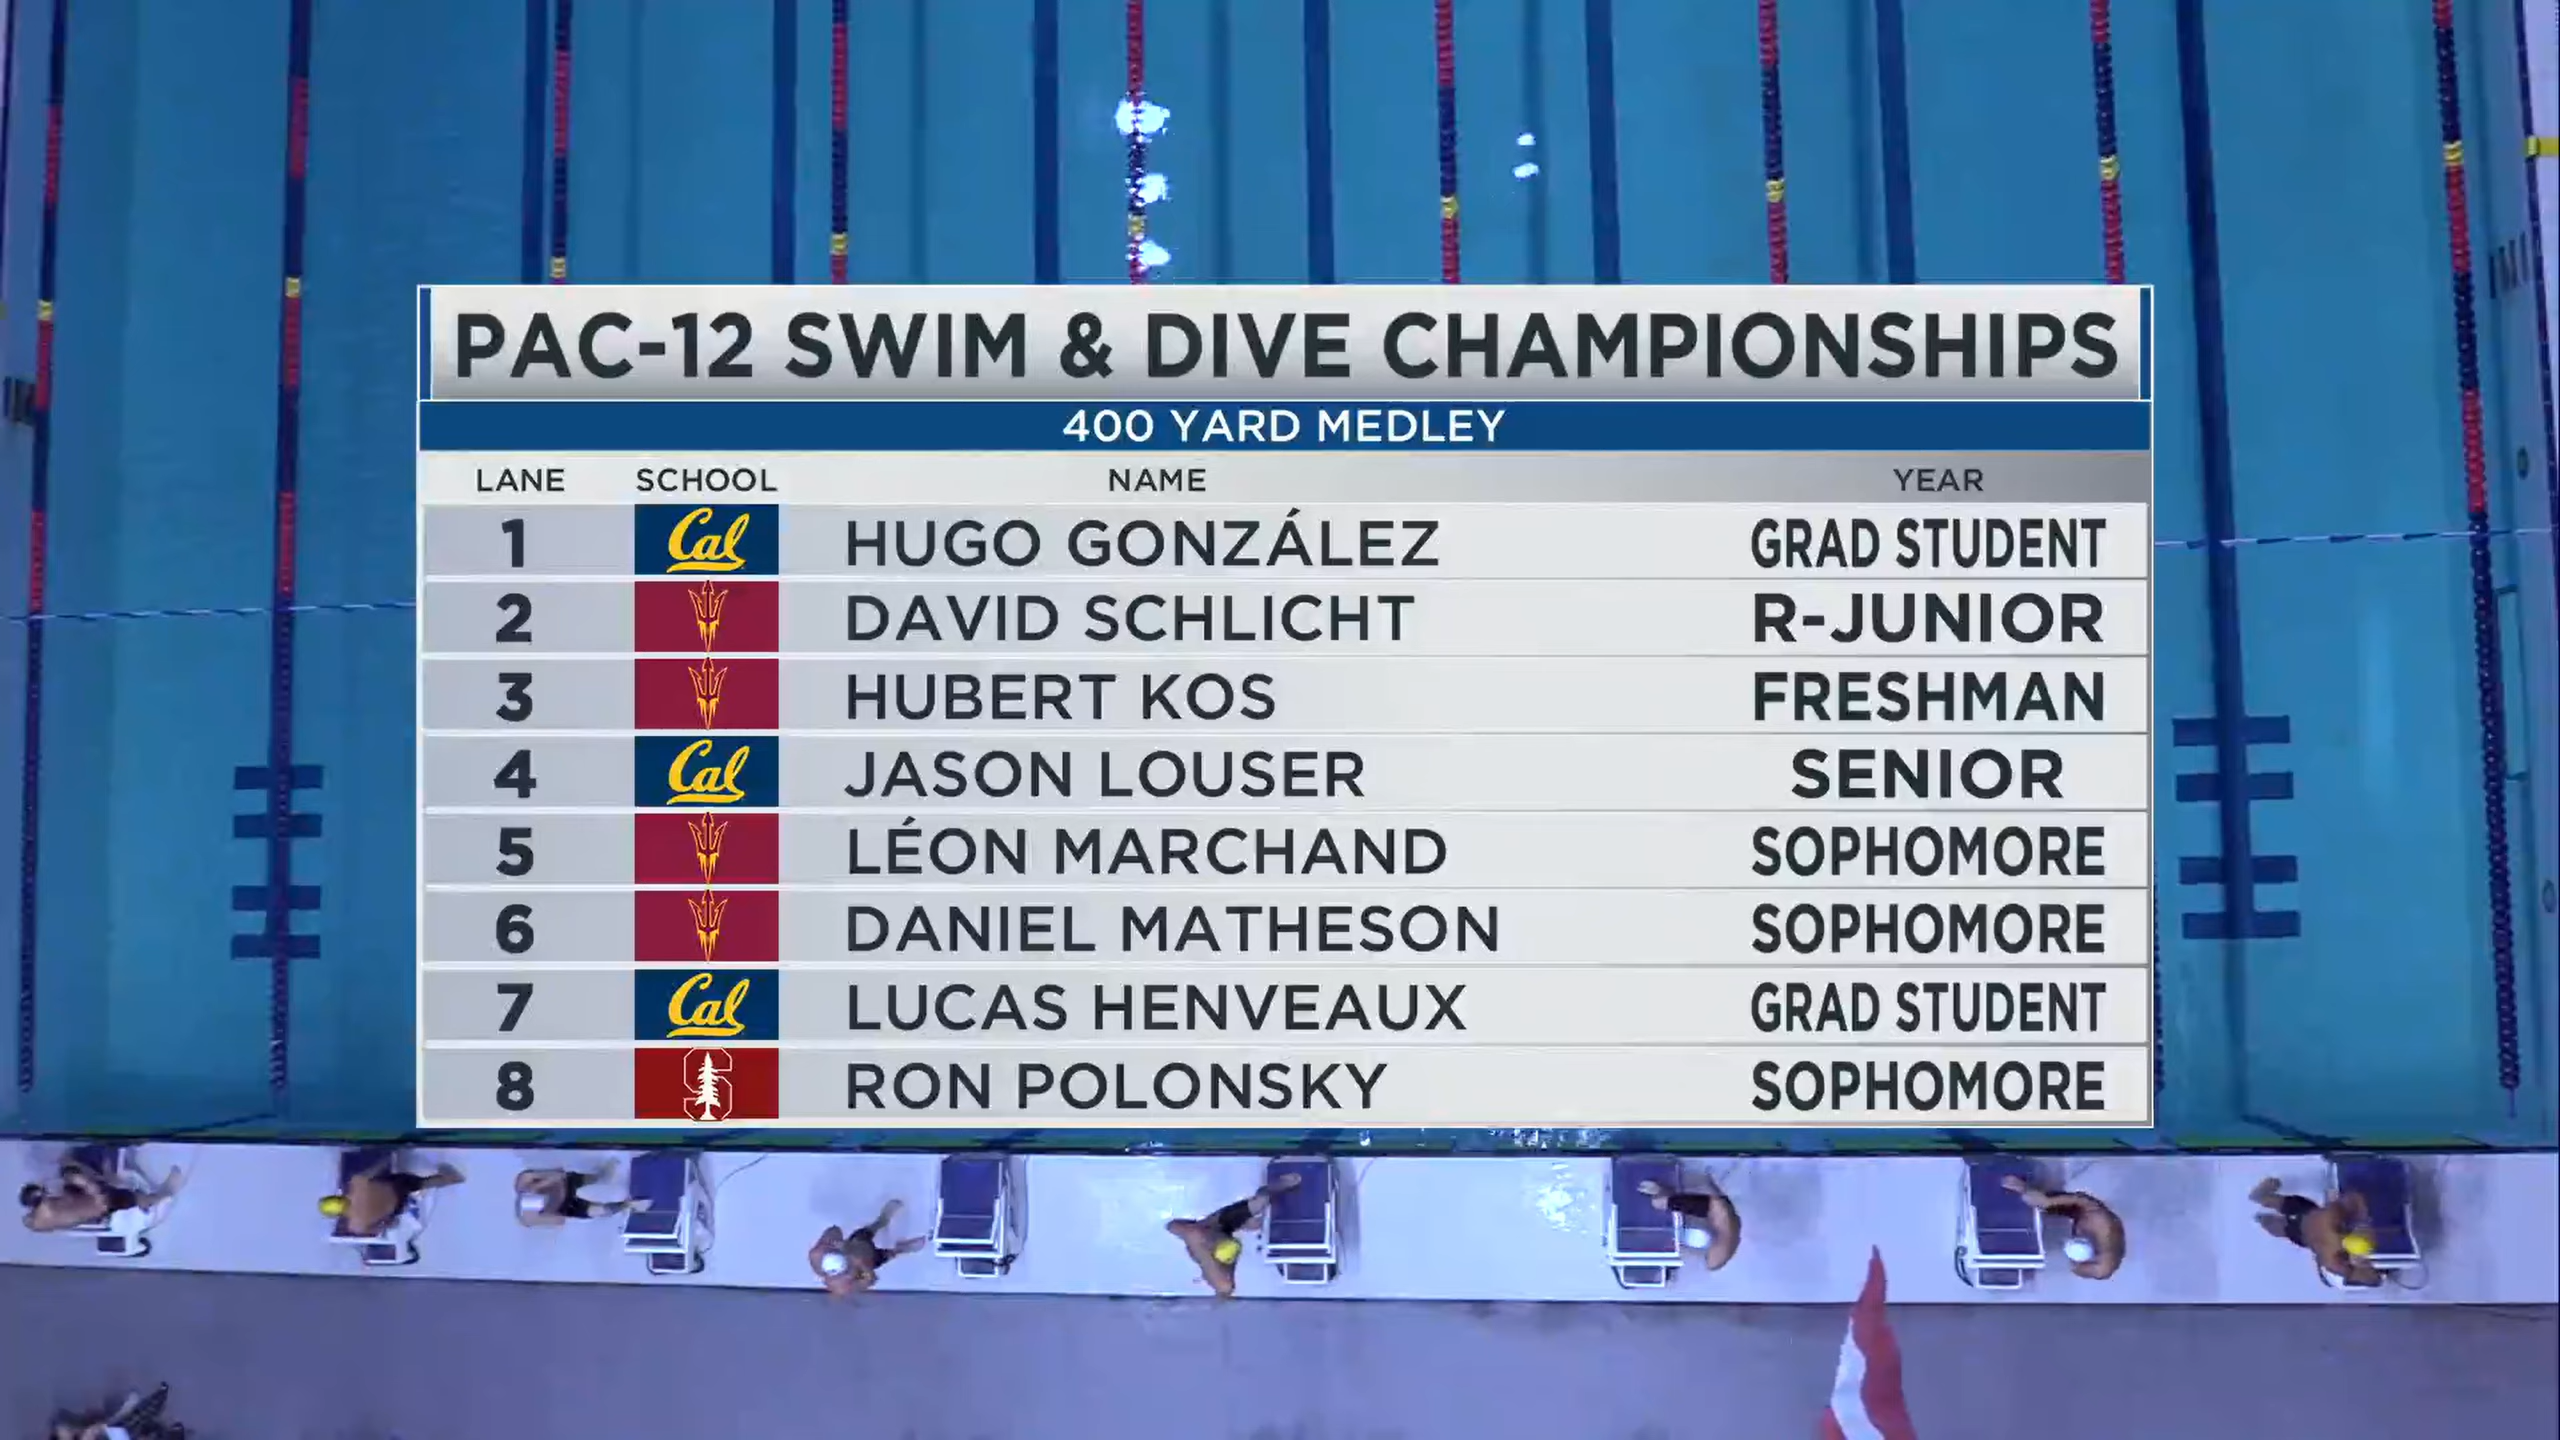 PAC-12 SWIM & DIVE CHAMPIONSHIPS
400 YARD MEDLEY
LANE SCHOOL NAME YEAR
1 Cal HUGO GONZÁLEZ GRAD STUDENT
2 DAVID SCHLICHT R-JUNIOR
3 HUBERT KOS FRESHMAN
4 Cal JASON LOUSER SENIOR
5 LÉON MARCHAND SOPHOMORE
6 DANIEL MATHESON SOPHOMORE
7 Cal LUCAS HENVEAUX GRAD STUDENT
8 S RON POLONSKY SOPHOMORE